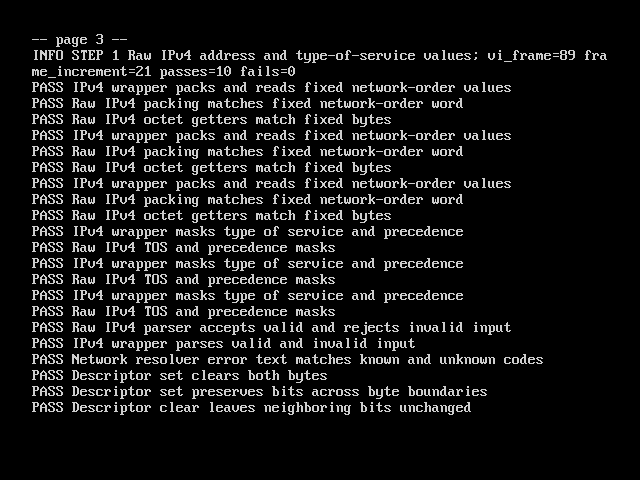 -- page 3 --
INFO STEP 1 Raw IPv4 address and type-of-service values; vi_frame=89 fra
me_increment=21 passes=10 fails=0
PASS IPv4 wrapper packs and reads fixed network-order values
PASS Raw IPv4 packing matches fixed network-order word
PASS Raw IPv4 octet getters match fixed bytes
PASS IPv4 wrapper packs and reads fixed network-order values
PASS Raw IPv4 packing matches fixed network-order word
PASS Raw IPv4 octet getters match fixed bytes
PASS IPv4 wrapper packs and reads fixed network-order values
PASS Raw IPv4 packing matches fixed network-order word
PASS Raw IPv4 octet getters match fixed bytes
PASS IPv4 wrapper masks type of service and precedence
PASS Raw IPv4 TOS and precedence masks
PASS IPv4 wrapper masks type of service and precedence
PASS Raw IPv4 TOS and precedence masks
PASS IPv4 wrapper masks type of service and precedence
PASS Raw IPv4 TOS and precedence masks
PASS Raw IPv4 parser accepts valid and rejects invalid input
PASS IPv4 wrapper parses valid and invalid input
PASS Network resolver error text matches known and unknown codes
PASS Descriptor set clears both bytes
PASS Descriptor set preserves bits across byte boundaries
PASS Descriptor clear leaves neighboring bits unchanged